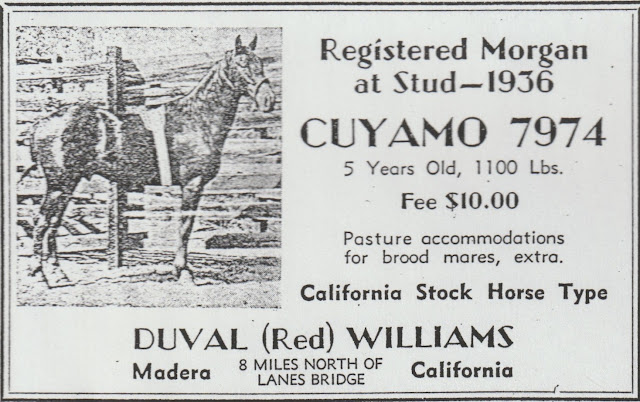 Registered Morgan
at Stud—1936
CUYAMO 7974
5 Years Old, 1100 Lbs.
Fee $10.00
Pasture accommodations
for brood mares, extra.
California Stock Horse Type
DUVAL (Red) WILLIAMS
Madera 8 MILES NORTH OF LANES BRIDGE California